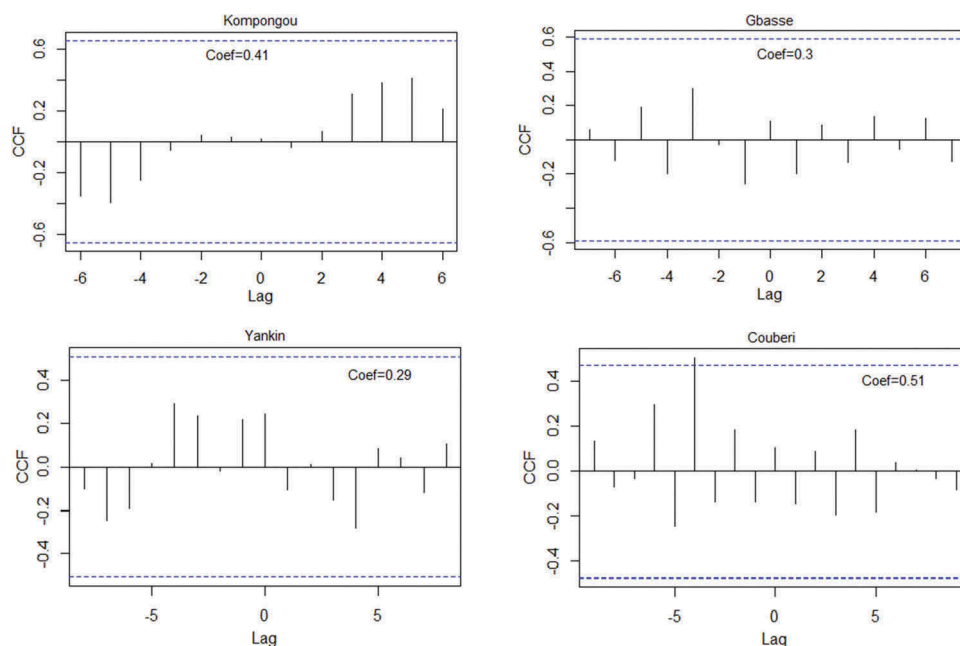 Kompongou
Coef=0.41
CCF
0.6
0.2
-0.2
-0.6
-6 -4 -2 0 2 4 6
Lag
Gbasse
Coef=0.3
CCF
0.6
0.2
-0.2
-0.6
-6 -4 -2 0 2 4 6
Lag
Yankin
Coef=0.29
CCF
0.4
0.2
0.0
-0.2
-0.4
-5 0 5
Lag
Couberi
Coef=0.51
CCF
0.4
0.2
0.0
-0.2
-0.4
-5 0 5
Lag